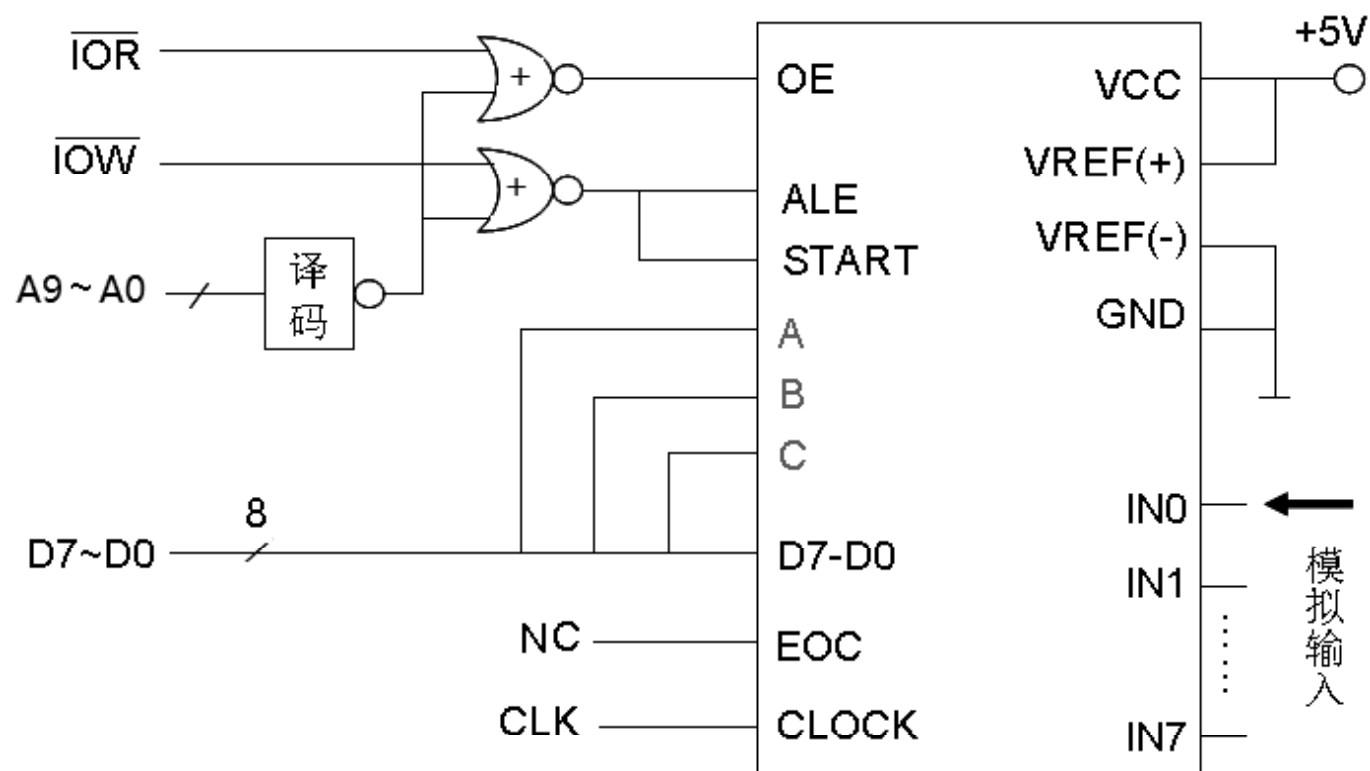 IOR
IOW
A9~A0
译
码
+
+
D7~D0
8
NC
CLK
OE
ALE
START
A
B
C
D7-D0
EOC
CLOCK
+5V
VCC
VREF(+)
VREF(-)
GND
IN0
IN1
IN7
模
拟
输
入